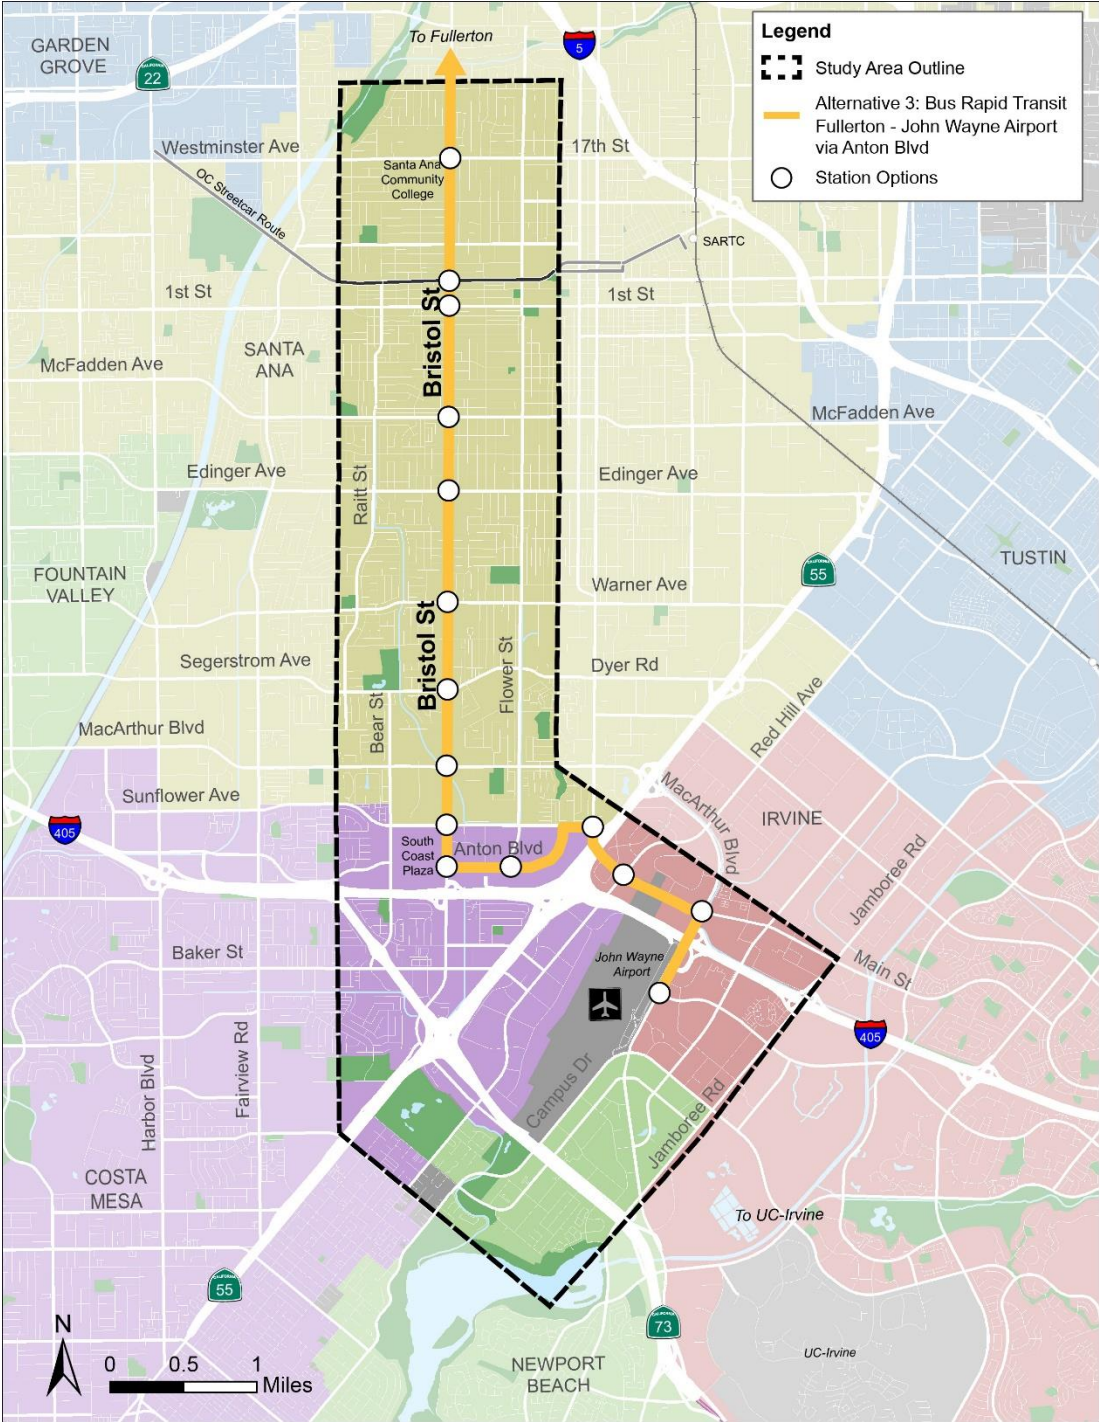 To Fullerton
Legend
Study Area Outline
Alternative 3: Bus Rapid Transit
Fullerton - John Wayne Airport
via Anton Blvd
Station Options
GARDEN
GROVE
CALIFORNIA
22
5
Westminster Ave
17th St
Santa Ana
Community
College
OC Streetcar Route
SARTC
1st St
1st St
Bristol St
SANTA
ANA
McFadden Ave
McFadden Ave
Edinger Ave
Edinger Ave
Raitt St
TUSTIN
FOUNTAIN
VALLEY
Warner Ave
CALIFORNIA
55
Bristol St
Segerstrom Ave
Dyer Rd
Flower St
Bear St
Red Hill Ave
MacArthur Blvd
MacArthur Blvd
Sunflower Ave
IRVINE
405
South
Coast
Plaza
Anton Blvd
Jamboree Rd
Baker St
John Wayne
Airport
Main St
405
Harbor Blvd
Fairview Rd
Campus Dr
Jamboree Rd
COSTA
MESA
To UC-Irvine
CALIFORNIA
55
CALIFORNIA
73
N
0 0.5 1
Miles
NEWPORT
BEACH
UC-Irvine